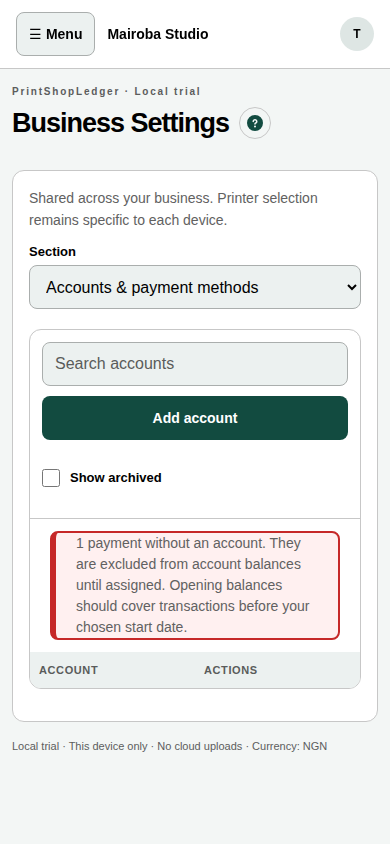 ☰ Menu
Mairoba Studio
T
PrintShopLedger · Local trial
Business Settings
?
Shared across your business. Printer selection
remains specific to each device.
Section
Accounts & payment methods
Search accounts
Add account
Show archived
1 payment without an account. They
are excluded from account balances
until assigned. Opening balances
should cover transactions before your
chosen start date.
ACCOUNT ACTIONS
Local trial · This device only · No cloud uploads · Currency: NGN